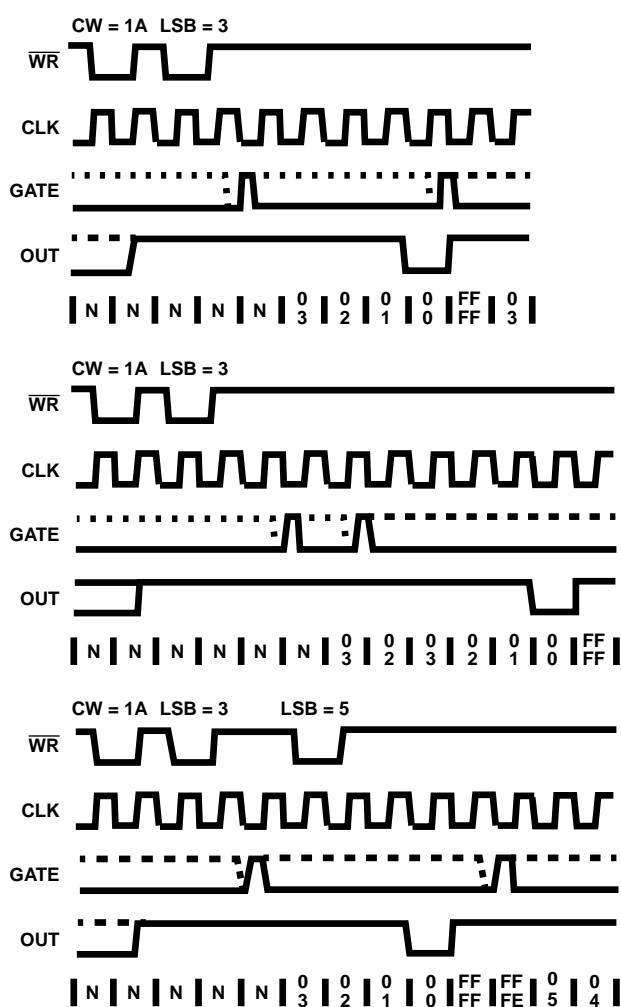 CW = 1A LSB = 3
WR
CLK
GATE
OUT
N N N N N 0 0 0 0 FF 0
3 2 1 0 FF 3
CW = 1A LSB = 3
WR
CLK
GATE
OUT
N N N N N N 0 0 0 0 0 0 FF
3 2 3 2 1 0 FF
CW = 1A LSB = 3 LSB = 5
WR
CLK
GATE
OUT
N N N N N 0 0 0 0 FF FF 0 0
3 2 1 0 FF FE 5 4